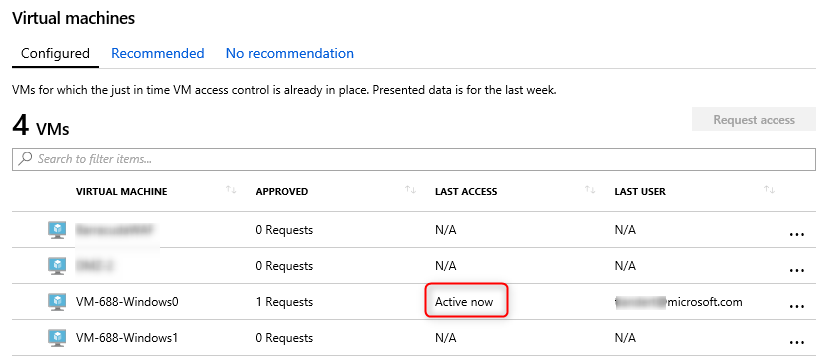 Virtual machines
Configured Recommended No recommendation
VMs for which the just in time VM access control is already in place. Presented data is for the last week.
4 VMs
Request access
Search to filter items...
VIRTUAL MACHINE APPROVED LAST ACCESS LAST USER
0 Requests N/A N/A ...
0 Requests N/A N/A ...
VM-688-Windows0 1 Requests Active now @microsoft.com ...
VM-688-Windows1 0 Requests N/A N/A ...